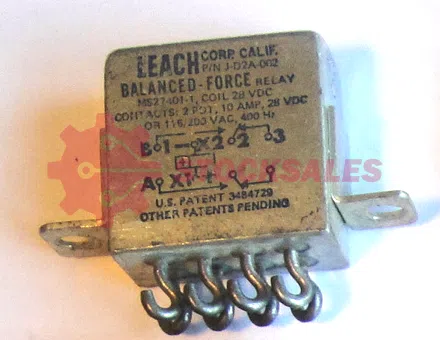 LEACH CORP. CALIF.
P/N J-D2A-002
BALANCED-FORCE RELAY
MS27401-1, COIL 28 VDC
CONTACTS: 2 PDT, 10 AMP, 28 VDC
OR 115/200 VAC, 400 Hz
B 1 X2 2 3
STOCKSALES
A X1
U.S. PATENT 3484729
OTHER PATENTS PENDING